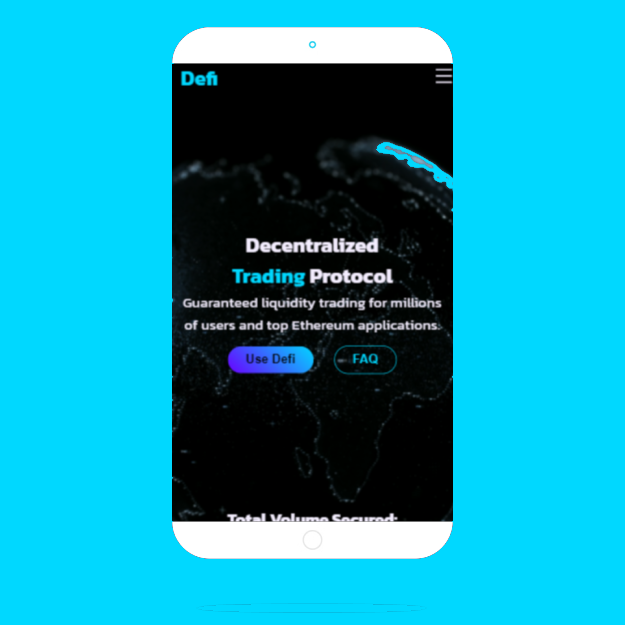 Defi
Decentralized
Trading Protocol
Guaranteed liquidity trading for millions
of users and top Ethereum applications.
Use Defi
FAQ
Total Volume Secured: